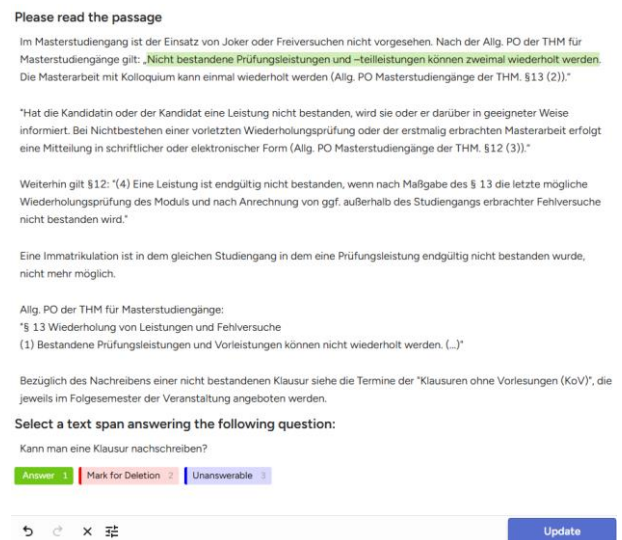 Please read the passage
Im Masterstudiengang ist der Einsatz von Joker oder Freiversuchen nicht vorgesehen. Nach der Allg. PO der THM für
Masterstudiengänge gilt: „Nicht bestandene Prüfungsleistungen und –teilleistungen können zweimal wiederholt werden.
Die Masterarbeit mit Kolloquium kann einmal wiederholt werden (Allg. PO Masterstudiengänge der THM. §13 (2))."
"Hat die Kandidatin oder der Kandidat eine Leistung nicht bestanden, wird sie oder er darüber in geeigneter Weise
informiert. Bei Nichtbestehen einer vorletzten Wiederholungsprüfung oder der erstmalig erbrachten Masterarbeit erfolgt
eine Mitteilung in schriftlicher oder elektronischer Form (Allg. PO Masterstudiengänge der THM. §12 (3))."
Weiterhin gilt §12: "(4) Eine Leistung ist endgültig nicht bestanden, wenn nach Maßgabe des § 13 die letzte mögliche
Wiederholungsprüfung des Moduls und nach Anrechnung von ggf. außerhalb des Studiengangs erbrachter Fehlversuche
nicht bestanden wird."
Eine Immatrikulation ist in dem gleichen Studiengang in dem eine Prüfungsleistung endgültig nicht bestanden wurde,
nicht mehr möglich.
Allg. PO der THM für Masterstudiengänge:
"§ 13 Wiederholung von Leistungen und Fehlversuche
(1) Bestandene Prüfungsleistungen und Vorleistungen können nicht wiederholt werden. (...)"
Bezüglich des Nachreibens einer nicht bestandenen Klausur siehe die Termine der "Klausuren ohne Vorlesungen (KoV)", die
jeweils im Folgesemester der Veranstaltung angeboten werden.
Select a text span answering the following question:
Kann man eine Klausur nachschreiben?
Answer 1 Mark for Deletion 2 Unanswerable 3
Update